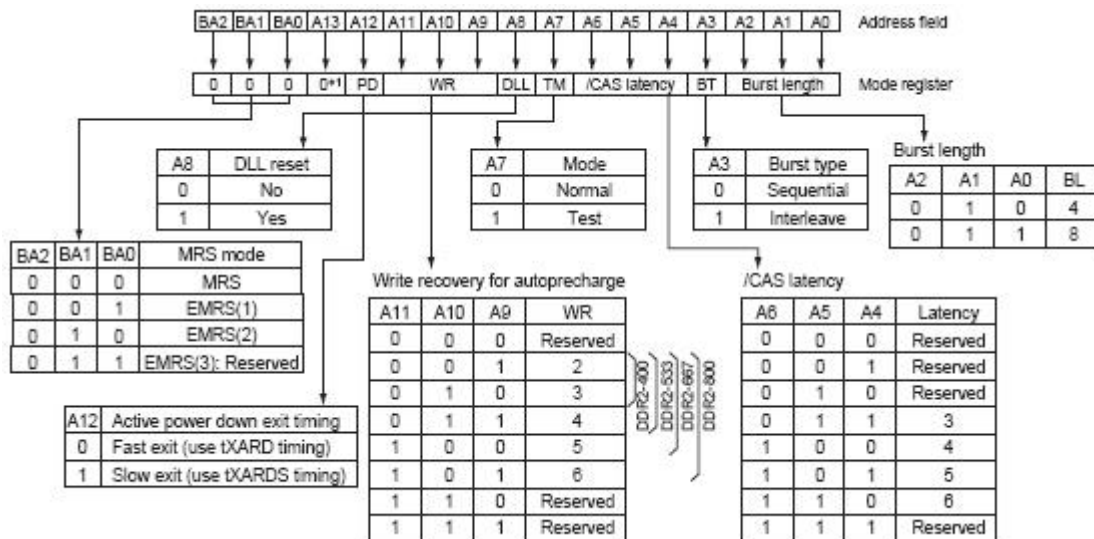 BA2 BA1 BA0 A13 A12 A11 A10 A9 A8 A7 A6 A5 A4 A3 A2 A1 A0 Address field
0 0 0 0*1 PD WR DLL TM /CAS latency BT Burst length Mode register
A8 DLL reset
0 No
1 Yes
A7 Mode
0 Normal
1 Test
A3 Burst type
0 Sequential
1 Interleave
Burst length
A2 A1 A0 BL
0 1 0 4
0 1 1 8
BA2 BA1 BA0 MRS mode
0 0 0 MRS
0 0 1 EMRS(1)
0 1 0 EMRS(2)
0 1 1 EMRS(3): Reserved
A12 Active power down exit timing
0 Fast exit (use tXARD timing)
1 Slow exit (use tXARDS timing)
Write recovery for autoprecharge
A11 A10 A9 WR
0 0 0 Reserved
0 0 1 2
0 1 0 3
0 1 1 4
1 0 0 5
1 0 1 6
1 1 0 Reserved
1 1 1 Reserved
DDR2-400
DDR2-533
DDR2-667
DDR2-800
/CAS latency
A6 A5 A4 Latency
0 0 0 Reserved
0 0 1 Reserved
0 1 0 Reserved
0 1 1 3
1 0 0 4
1 0 1 5
1 1 0 6
1 1 1 Reserved